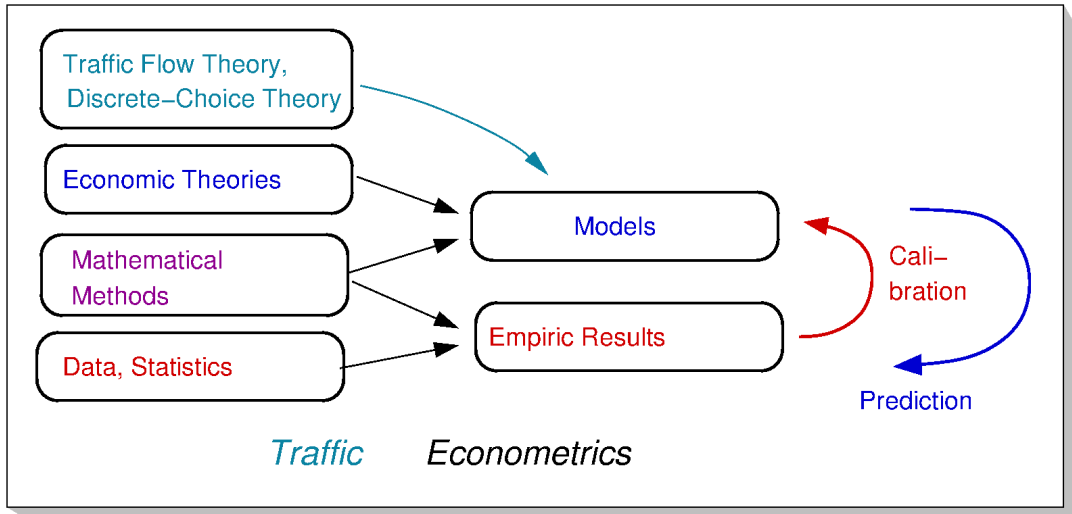 Traffic Flow Theory,
Discrete−Choice Theory
Economic Theories
Mathematical
Methods
Data, Statistics
Models
Empiric Results
Cali−
bration
Prediction
Traffic Econometrics